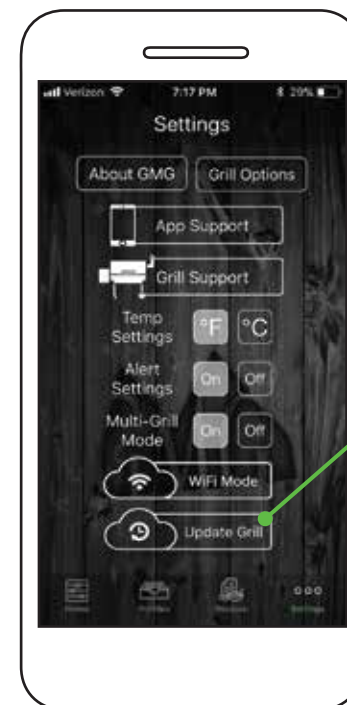 Verizon 7:17 PM 29%
Settings
About GMG Grill Options
App Support
Grill Support
Temp
Settings °F °C
Alert
Settings On Off
Multi-Grill
Mode On Off
WiFi Mode
Update Grill
Settings